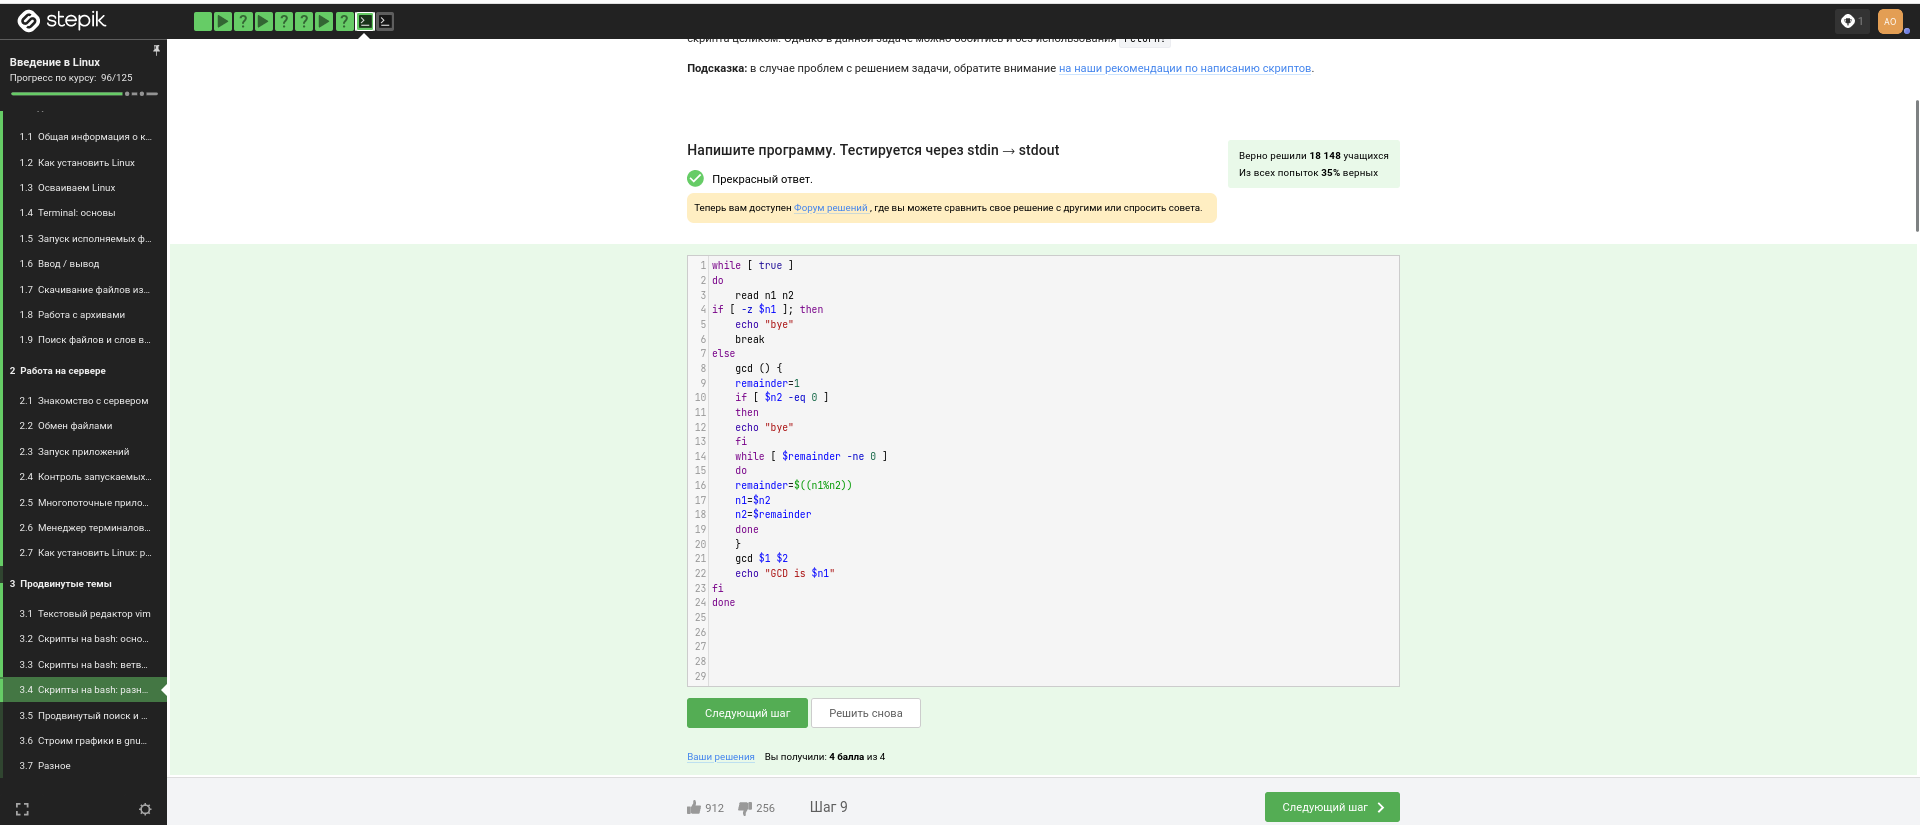 stepik
1
AO
Введение в Linux
Прогресс по курсу: 96/125
1.1 Общая информация о к...
1.2 Как установить Linux
1.3 Осваиваем Linux
1.4 Terminal: основы
1.5 Запуск исполняемых ф...
1.6 Ввод / вывод
1.7 Скачивание файлов из...
1.8 Работа с архивами
1.9 Поиск файлов и слов в...
2 Работа на сервере
2.1 Знакомство с сервером
2.2 Обмен файлами
2.3 Запуск приложений
2.4 Контроль запускаемых...
2.5 Многопоточные прило...
2.6 Менеджер терминалов...
2.7 Как установить Linux: р...
3 Продвинутые темы
3.1 Текстовый редактор vim
3.2 Скрипты на bash: осно...
3.3 Скрипты на bash: ветв...
3.4 Скрипты на bash: разн...
3.5 Продвинутый поиск и ...
3.6 Строим графики в gnu...
3.7 Разное
скрипта целиком. Однако в данной задаче можно обойтись и без использования return.
Подсказка: в случае проблем с решением задачи, обратите внимание на наши рекомендации по написанию скриптов.
Напишите программу. Тестируется через stdin → stdout
Верно решили 18 148 учащихся
Из всех попыток 35% верных
Прекрасный ответ.
Теперь вам доступен Форум решений , где вы можете сравнить свое решение с другими или спросить совета.
1 while [ true ]
2 do
3 read n1 n2
4 if [ -z $n1 ]; then
5 echo "bye"
6 break
7 else
8 gcd () {
9 remainder=1
10 if [ $n2 -eq 0 ]
11 then
12 echo "bye"
13 fi
14 while [ $remainder -ne 0 ]
15 do
16 remainder=$((n1%n2))
17 n1=$n2
18 n2=$remainder
19 done
20 }
21 gcd $1 $2
22 echo "GCD is $n1"
23 fi
24 done
25
26
27
28
29
Следующий шаг Решить снова
Ваши решения Вы получили: 4 балла из 4
912 256 Шаг 9 Следующий шаг